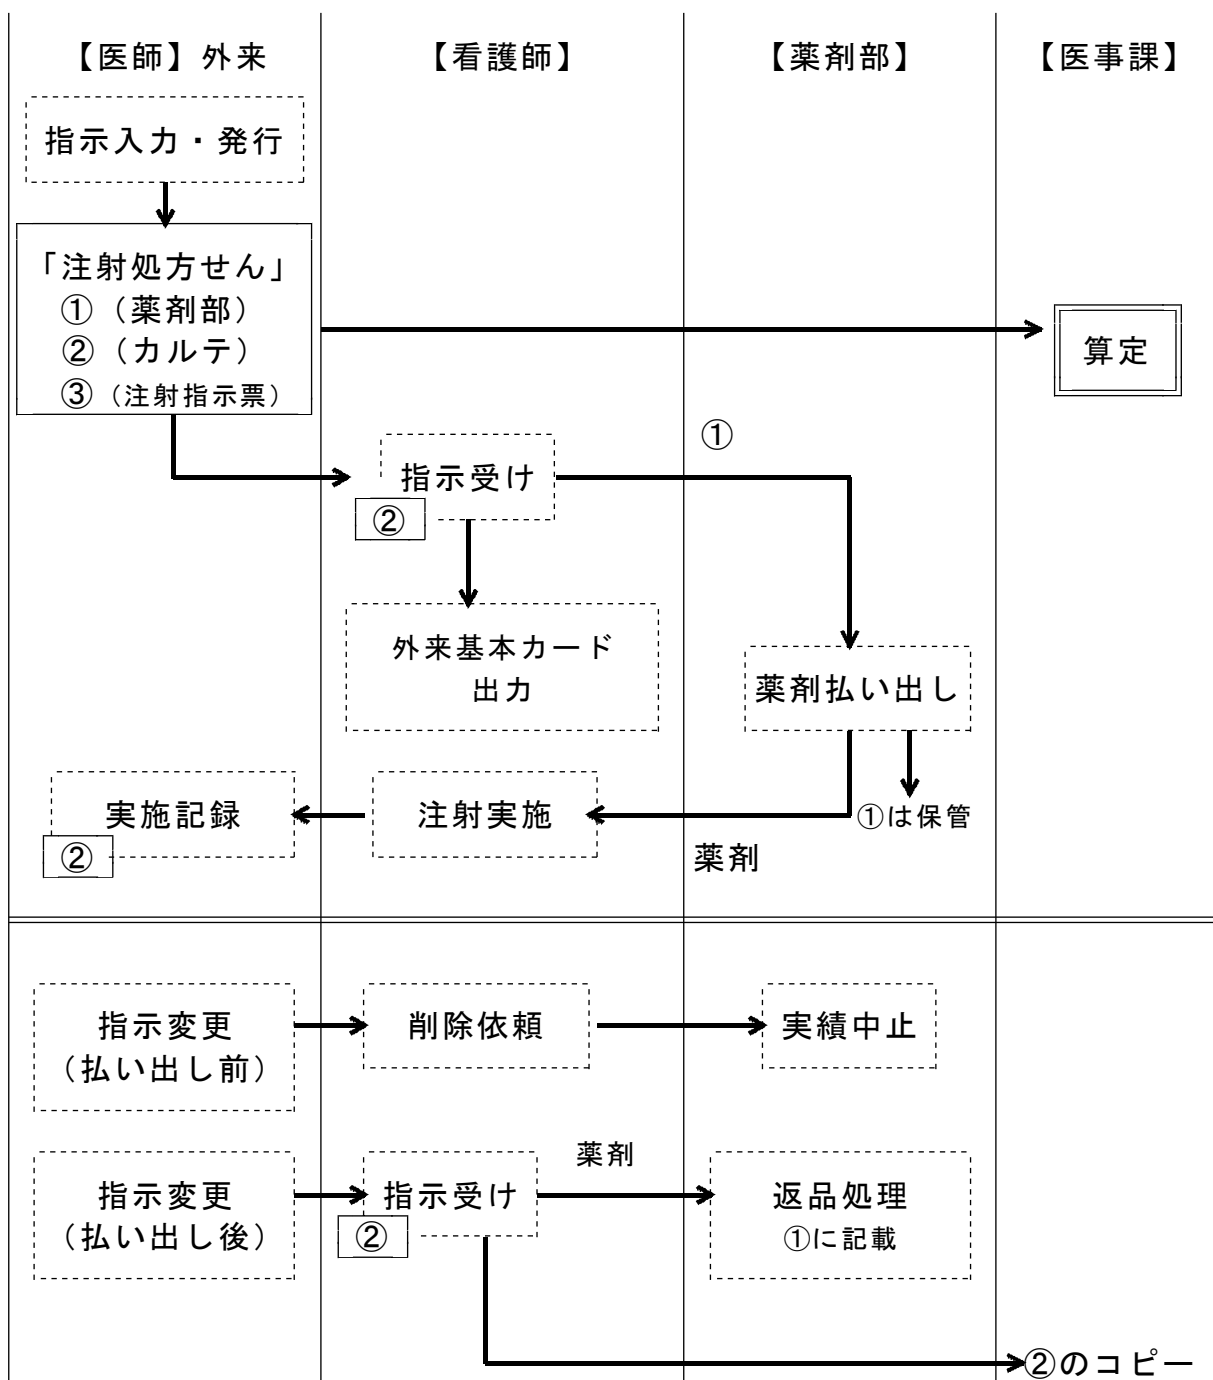 【医師】外来
【看護師】
【薬剤部】
【医事課】
指示入力・発行
「注射処方せん」
①（薬剤部）
②（カルテ）
③（注射指示票）
算定
①
指示受け
②
外来基本カード
出力
薬剤払い出し
実施記録
②
注射実施
①は保管
薬剤
指示変更
（払い出し前）
削除依頼
実績中止
指示変更
（払い出し後）
指示受け
②
薬剤
返品処理
①に記載
②のコピー